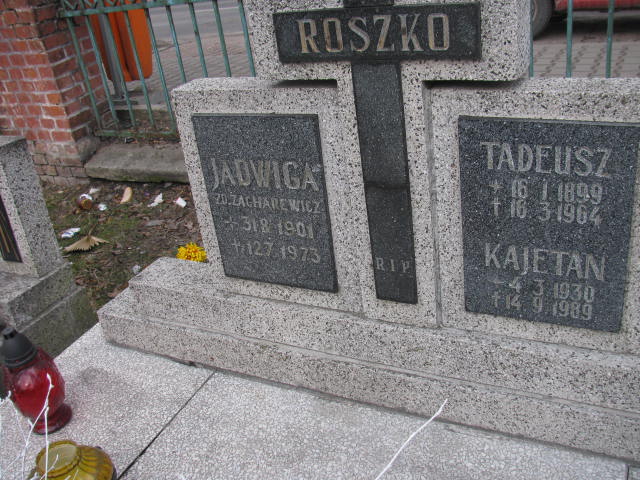 ROSZKO
JADWIGA
ZD. ZACHAREWICZ
31 8 1901
† 12 7 1973
R I P
TADEUSZ
16 1 1899
† 16 3 1964
KAJETAN
4 3 1930
† 14 9 1989